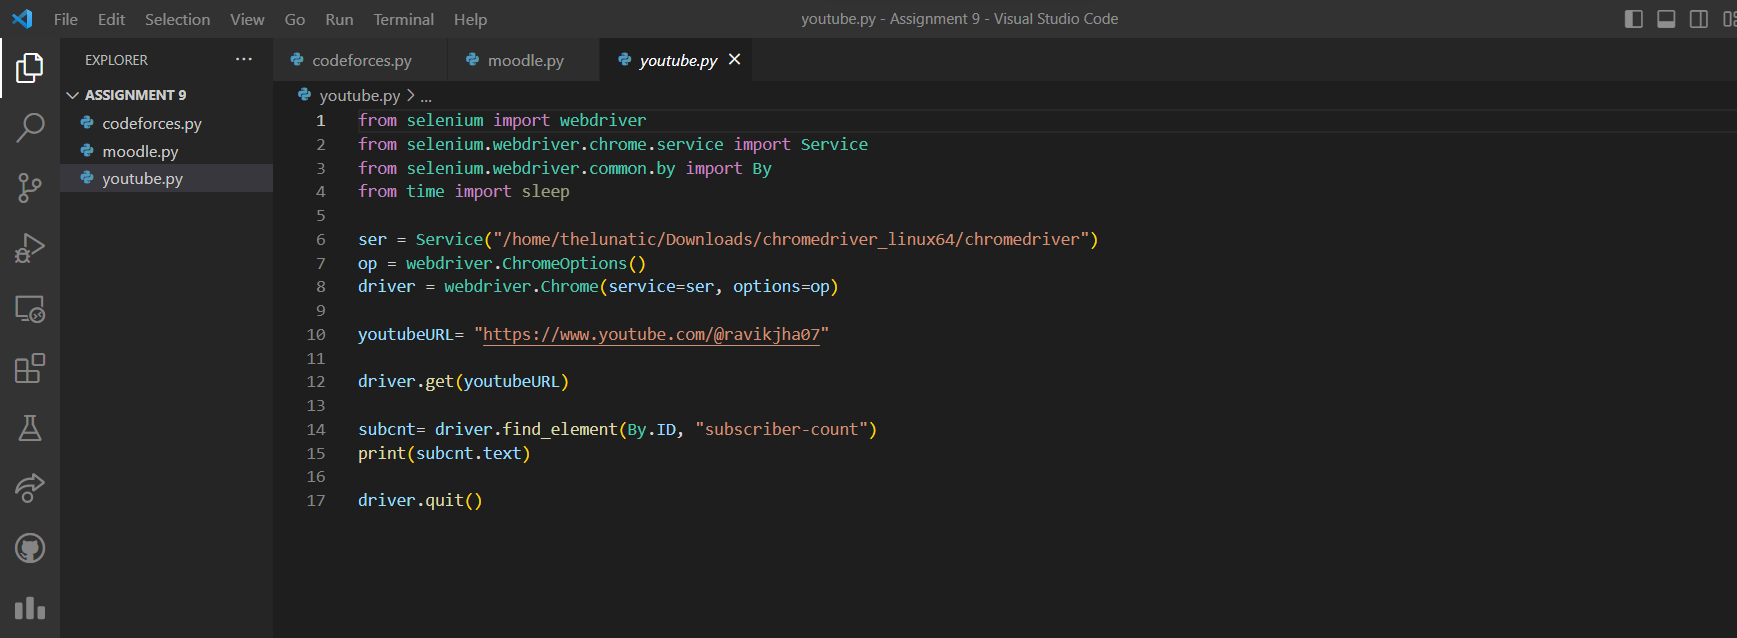 File Edit Selection View Go Run Terminal Help
youtube.py - Assignment 9 - Visual Studio Code
EXPLORER
ASSIGNMENT 9
codeforces.py
moodle.py
youtube.py
codeforces.py moodle.py youtube.py
youtube.py > ...
1 from selenium import webdriver
2 from selenium.webdriver.chrome.service import Service
3 from selenium.webdriver.common.by import By
4 from time import sleep
5
6 ser = Service("/home/thelunatic/Downloads/chromedriver_linux64/chromedriver")
7 op = webdriver.ChromeOptions()
8 driver = webdriver.Chrome(service=ser, options=op)
9
10 youtubeURL= "https://www.youtube.com/@ravikjha07"
11
12 driver.get(youtubeURL)
13
14 subcnt= driver.find_element(By.ID, "subscriber-count")
15 print(subcnt.text)
16
17 driver.quit()